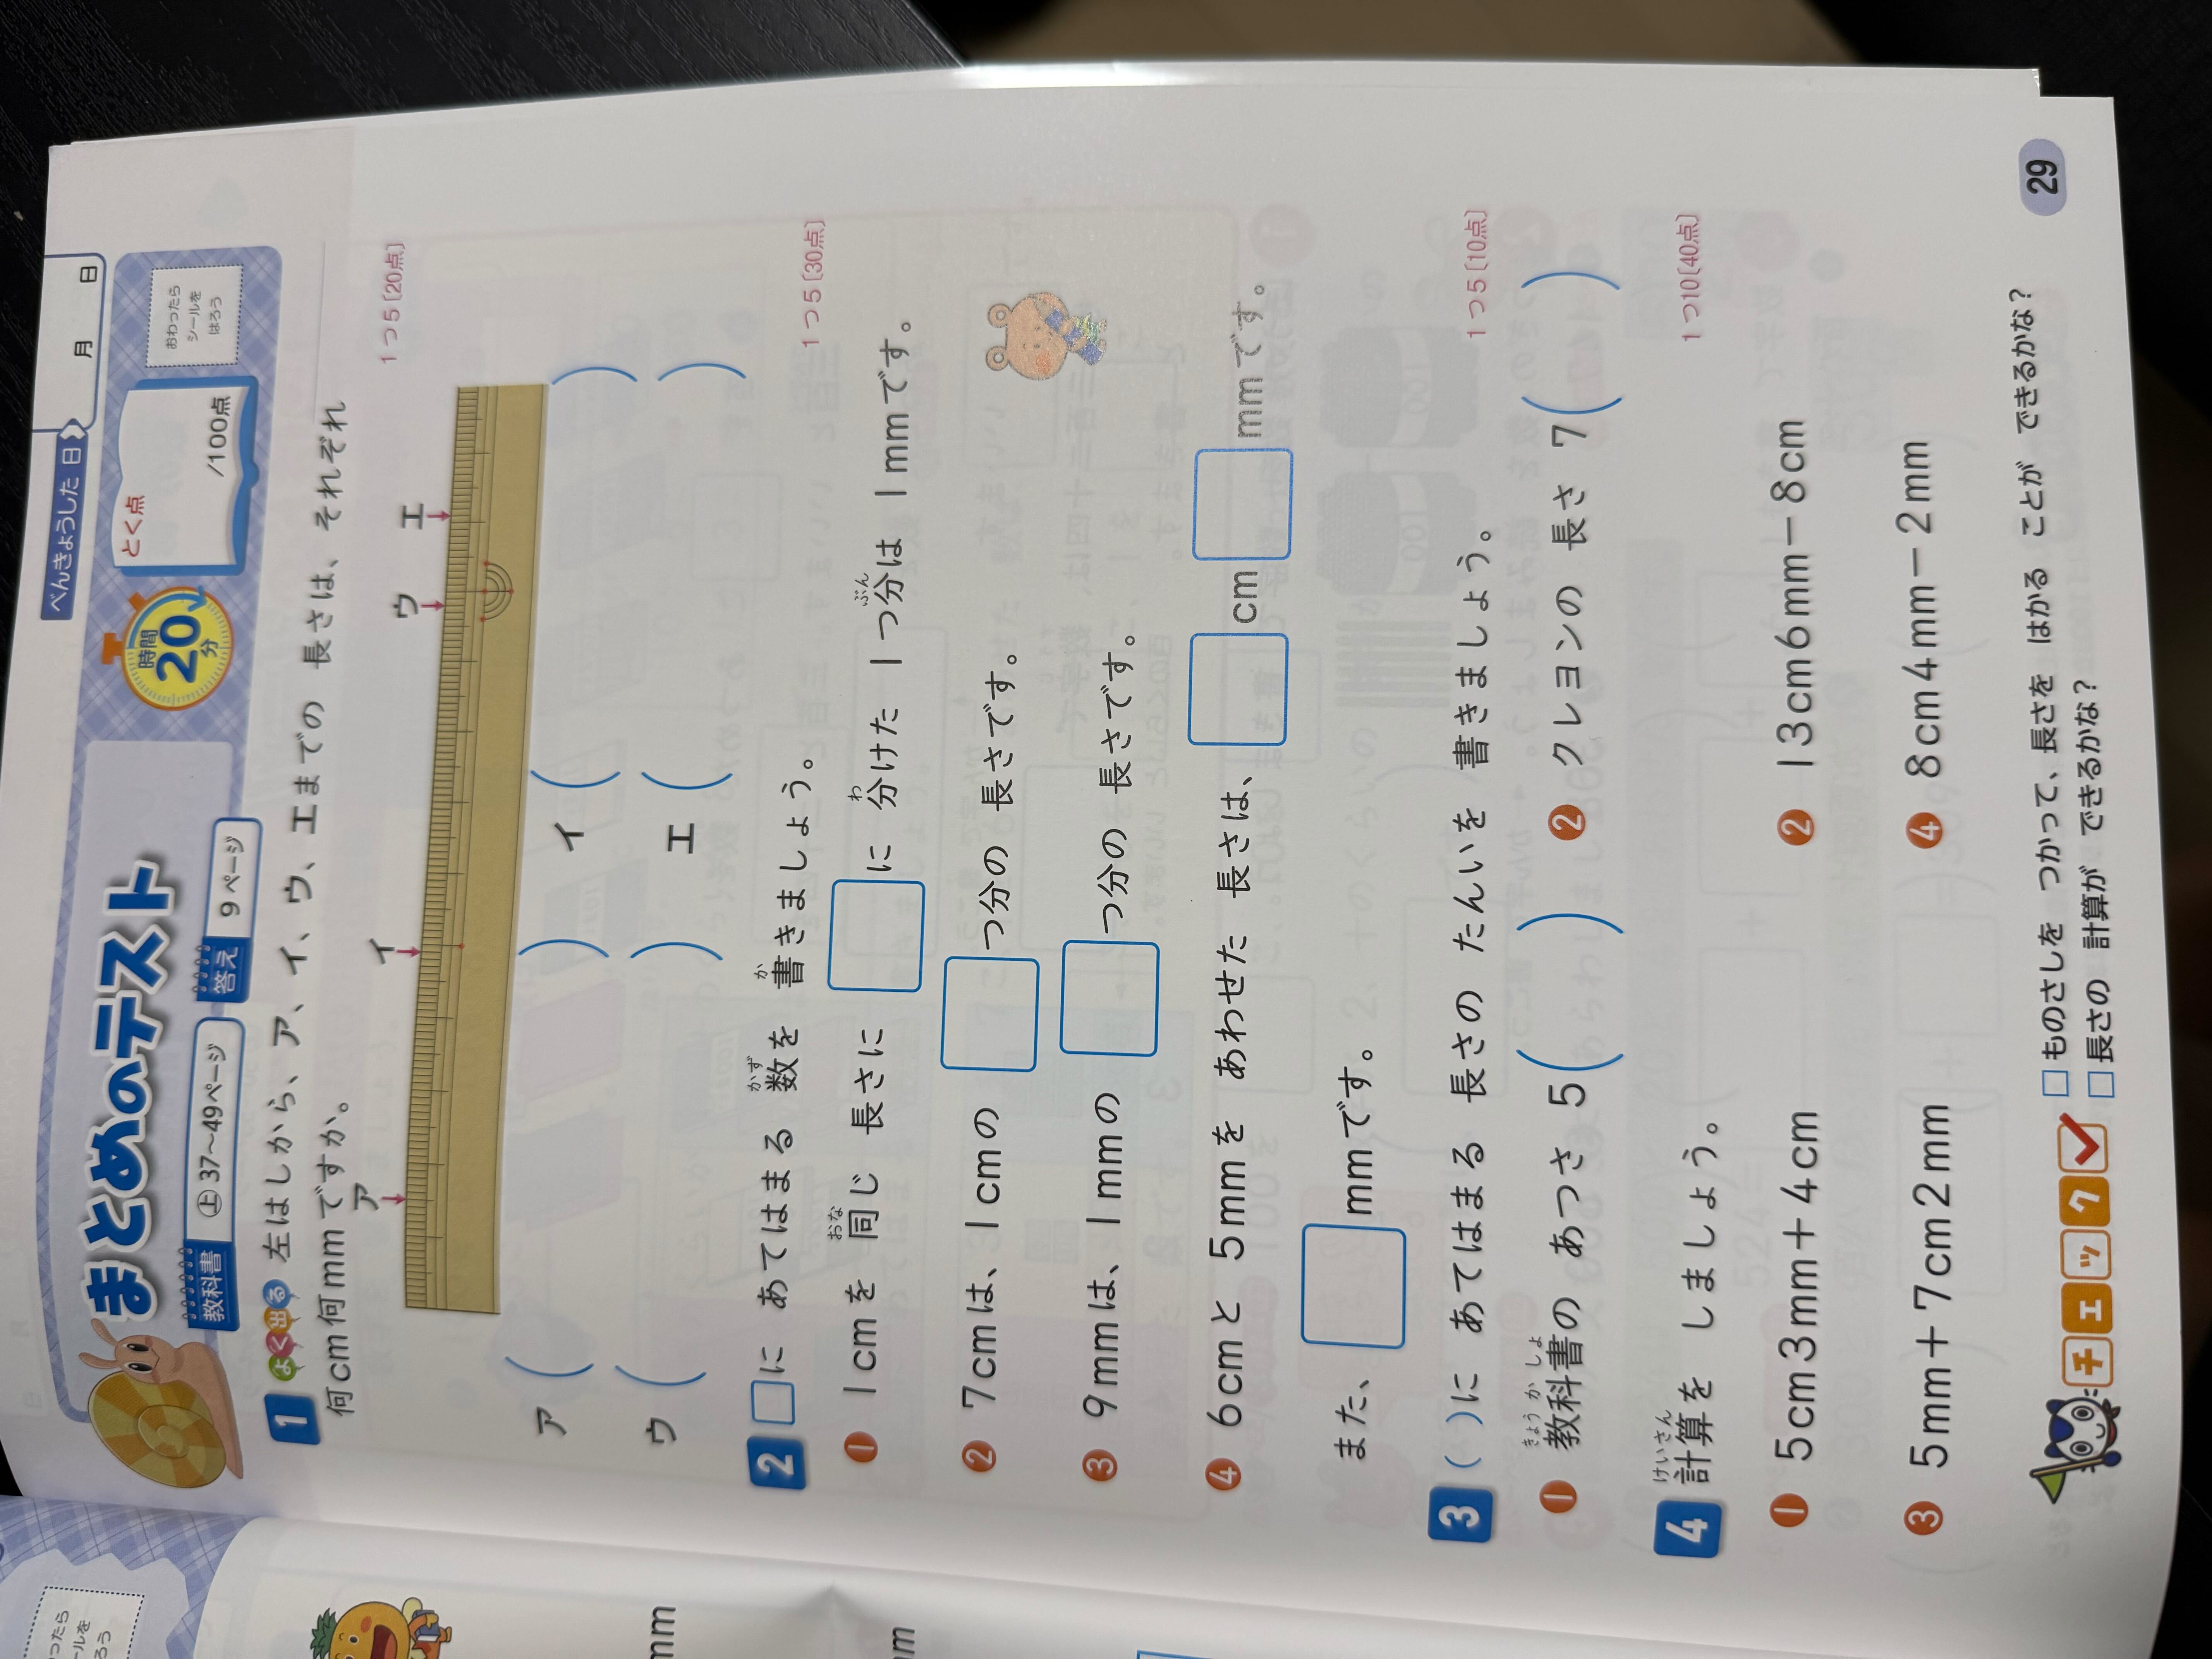 べんきょうした 日 月 日
まとめのテスト
教科書 ㊤37〜49ページ 答え 9ページ
時間 20分
とく点 /100点
おわったら
シールを
はろう
1 よく出る 左はしから、ア、イ、ウ、エまでの 長さは、それぞれ
何cm何mmですか。 1つ5〔20点〕
ア イ ウ エ
ア( ) イ( )
ウ( ) エ( )
2 □に あてはまる 数を 書きましょう。 1つ5〔30点〕
❶ 1cmを 同じ 長さに □に 分けた 1つ分は 1mmです。
❷ 7cmは、1cmの □つ分の 長さです。
❸ 9mmは、1mmの □つ分の 長さです。
❹ 6cmと 5mmを あわせた 長さは、□cm□mmです。
また、□mmです。
3 ( )に あてはまる 長さの たんいを 書きましょう。 1つ5〔10点〕
❶ 教科書の あつさ 5( ) ❷ クレヨンの 長さ 7( )
4 計算を しましょう。 1つ10〔40点〕
❶ 5cm3mm+4cm ❷ 13cm6mm−8cm
❸ 5mm+7cm2mm ❹ 8cm4mm−2mm
チェック □ものさしを つかって、長さを はかる ことが できるかな?
□長さの 計算が できるかな?
29
mm